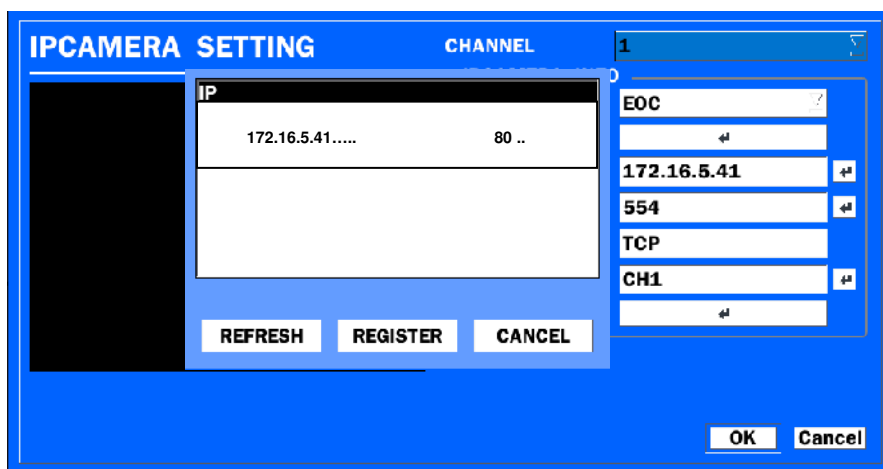 IPCAMERA SETTING CHANNEL 1
IP
172.16.5.41..... 80 ..
EOC
172.16.5.41
554
TCP
CH1
REFRESH REGISTER CANCEL
OK Cancel